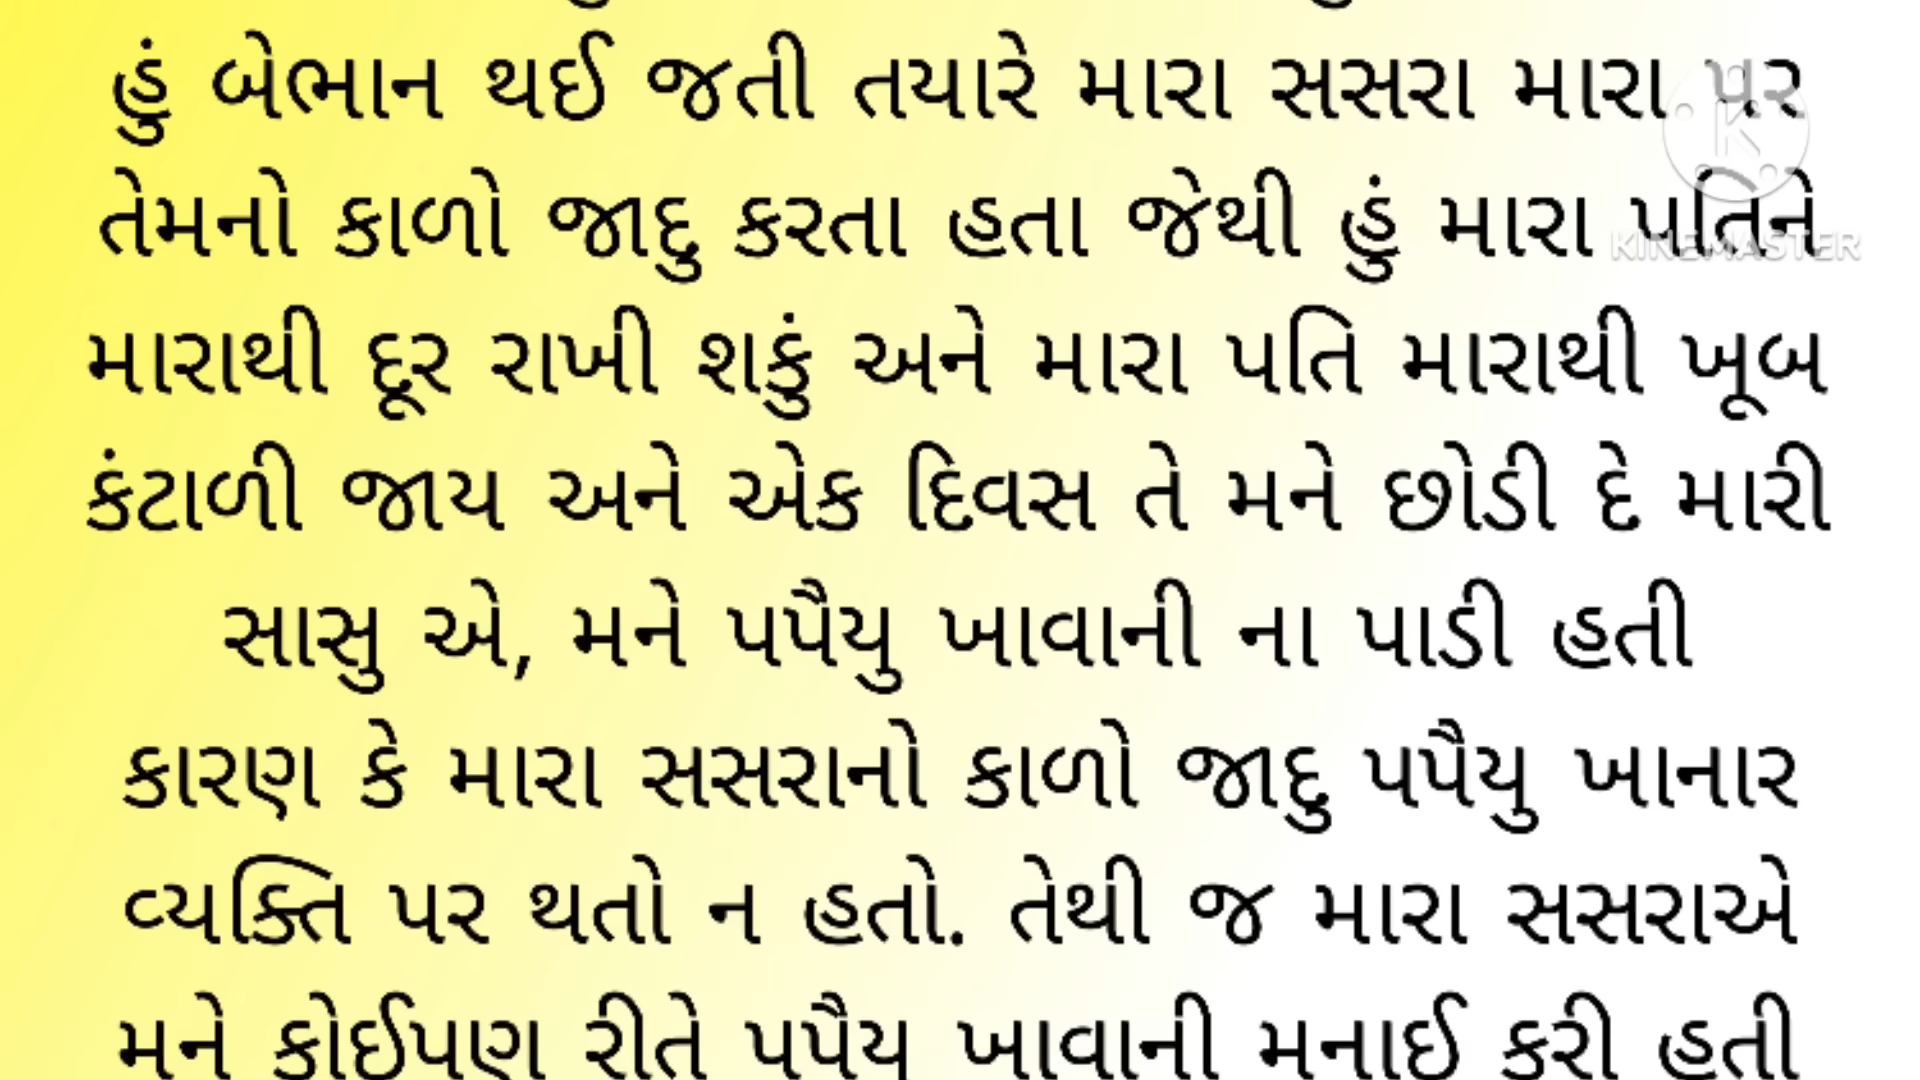 હું બેભાન થઈ જતી તયારે મારા સસરા મારા પર
તેમનો કાળો જાદુ કરતા હતા જેથી હું મારા પતિને
KINEMASTER
મારાથી દૂર રાખી શકું અને મારા પતિ મારાથી ખૂબ
કંટાળી જાય અને એક દિવસ તે મને છોડી દે મારી
સાસુ એ, મને પપૈયુ ખાવાની ના પાડી હતી
કારણ કે મારા સસરાનો કાળો જાદુ પપૈયુ ખાનાર
વ્યક્તિ પર થતો ન હતો. તેથી જ મારા સસરાએ
મને કોઈપણ રીતે પપૈયુ ખાવાની મનાઈ કરી હતી